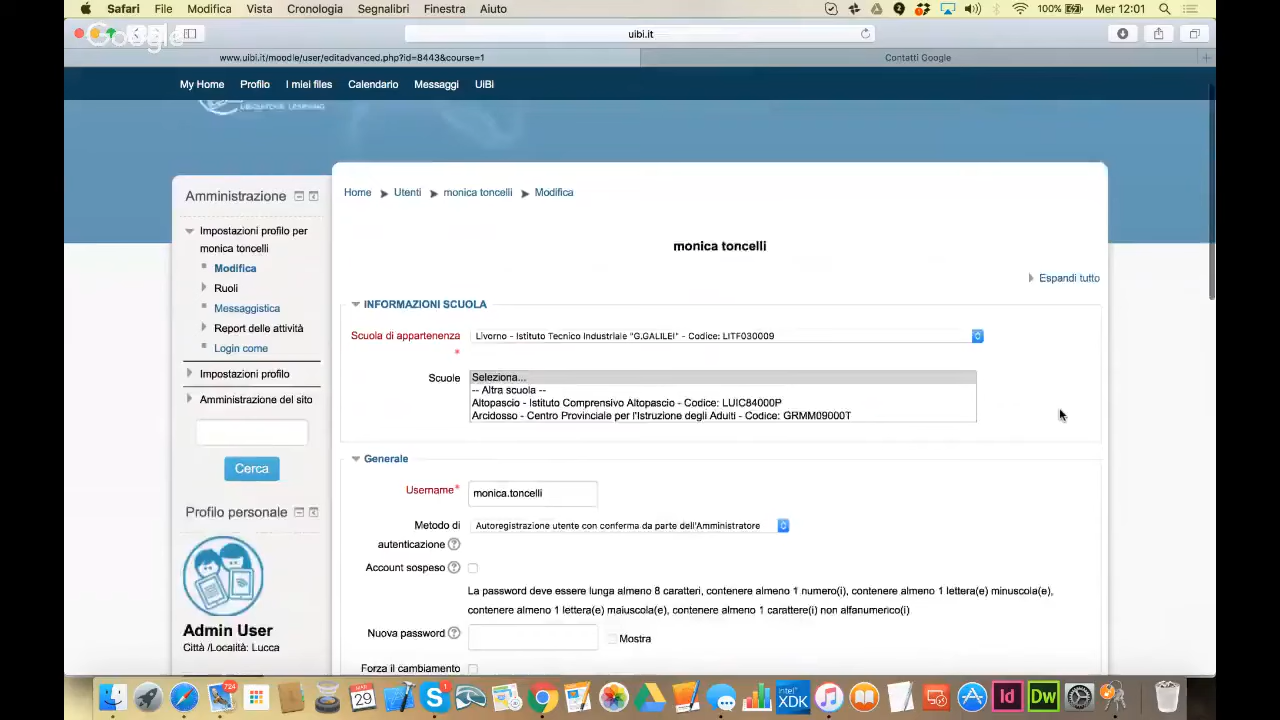 Safari File Modifica Vista Cronologia Segnalibri Finestra Aiuto 100% Mer 12:01
Google
uibi.it
www.uibi.it/moodle/user/editadvanced.php?id=8443&course=1 Contatti Google
My Home Profilo I miei files Calendario Messaggi UiBi
Amministrazione
Impostazioni profilo per
monica toncelli
Modifica
Ruoli
Messaggistica
Report delle attività
Login come
Impostazioni profilo
Amministrazione del sito
Cerca
Profilo personale
Admin User
Città /Località: Lucca
Home Utenti monica toncelli Modifica
monica toncelli
Espandi tutto
INFORMAZIONI SCUOLA
Scuola di appartenenza * Livorno - Istituto Tecnico Industriale "G.GALILEI" - Codice: LITF030009
Scuole Seleziona...
-- Altra scuola --
Altopascio - Istituto Comprensivo Altopascio - Codice: LUIC84000P
Arcidosso - Centro Provinciale per l'Istruzione degli Adulti - Codice: GRMM09000T
Generale
Username* monica.toncelli
Metodo di autenticazione Autoregistrazione utente con conferma da parte dell'Amministratore
Account sospeso
La password deve essere lunga almeno 8 caratteri, contenere almeno 1 numero(i), contenere almeno 1 lettera(e) minuscola(e),
contenere almeno 1 lettera(e) maiuscola(e), contenere almeno 1 carattere(i) non alfanumerico(i)
Nuova password Mostra
Forza il cambiamento
724
29
1
intel
XDK
Id
Dw